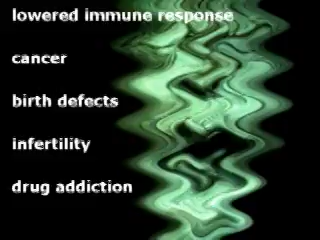 lowered immune response
cancer
birth defects
infertility
drug addiction